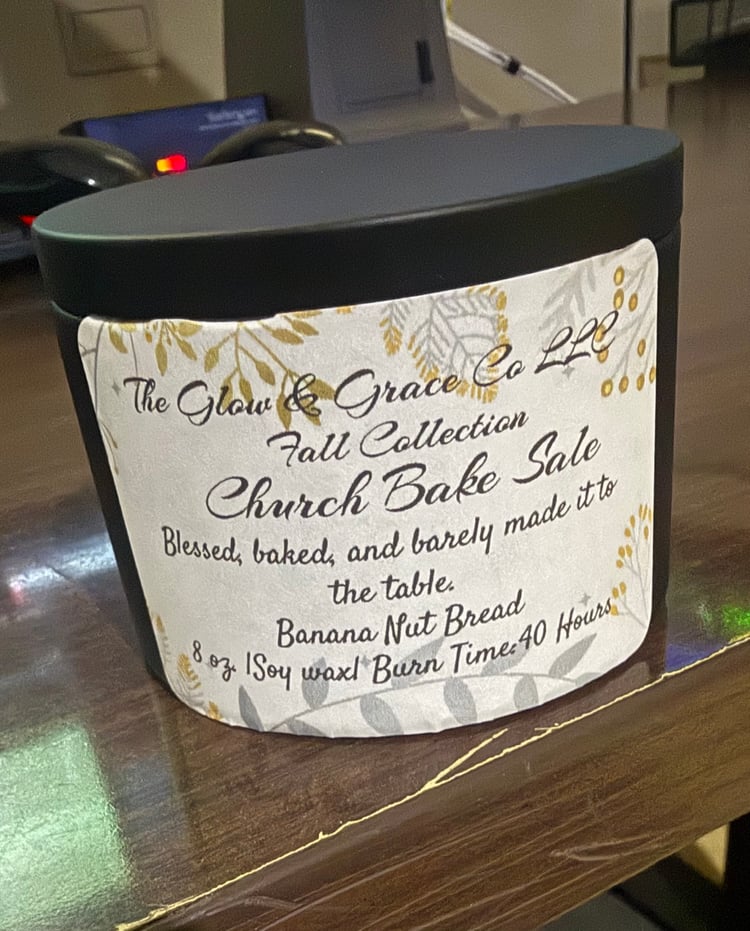 The Glow & Grace Co LLC
Fall Collection
Church Bake Sale
Blessed, baked, and barely made it to
the table.
Banana Nut Bread
8 oz. |Soy wax| Burn Time:40 Hours